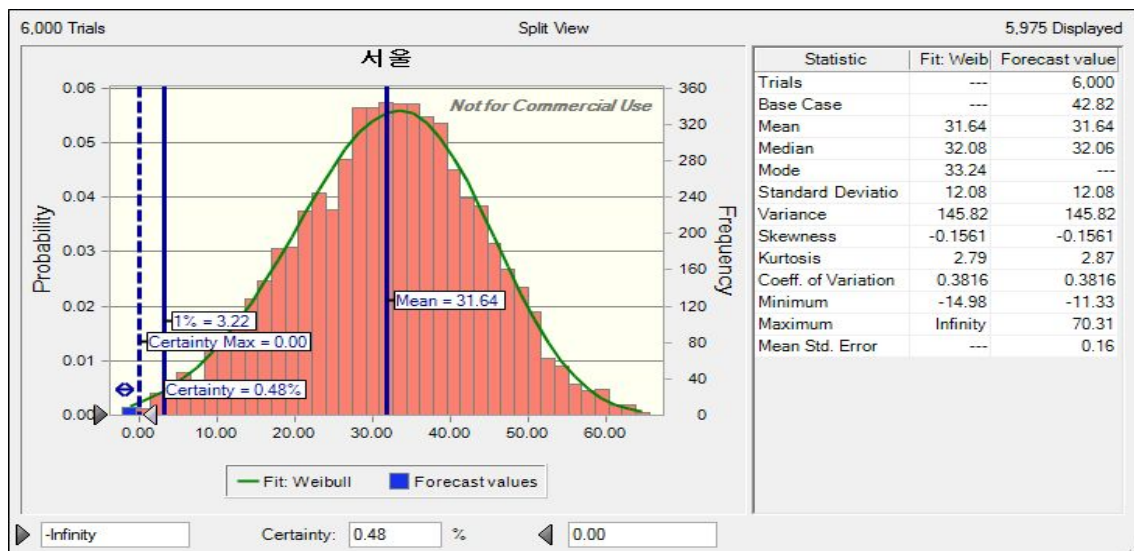 6,000 Trials
Split View
5,975 Displayed
서울
Not for Commercial Use
Probability
0.06
0.05
0.04
0.03
0.02
0.01
0.00
Frequency
360
320
280
240
200
160
120
80
40
0
Mean = 31.64
1% = 3.22
Certainty Max = 0.00
Certainty = 0.48%
0.00 10.00 20.00 30.00 40.00 50.00 60.00
Fit: Weibull Forecast values
Statistic Fit: Weib Forecast value
Trials --- 6,000
Base Case --- 42.82
Mean 31.64 31.64
Median 32.08 32.06
Mode 33.24 ---
Standard Deviatio 12.08 12.08
Variance 145.82 145.82
Skewness -0.1561 -0.1561
Kurtosis 2.79 2.87
Coeff. of Variation 0.3816 0.3816
Minimum -14.98 -11.33
Maximum Infinity 70.31
Mean Std. Error --- 0.16
-Infinity Certainty: 0.48 % 0.00